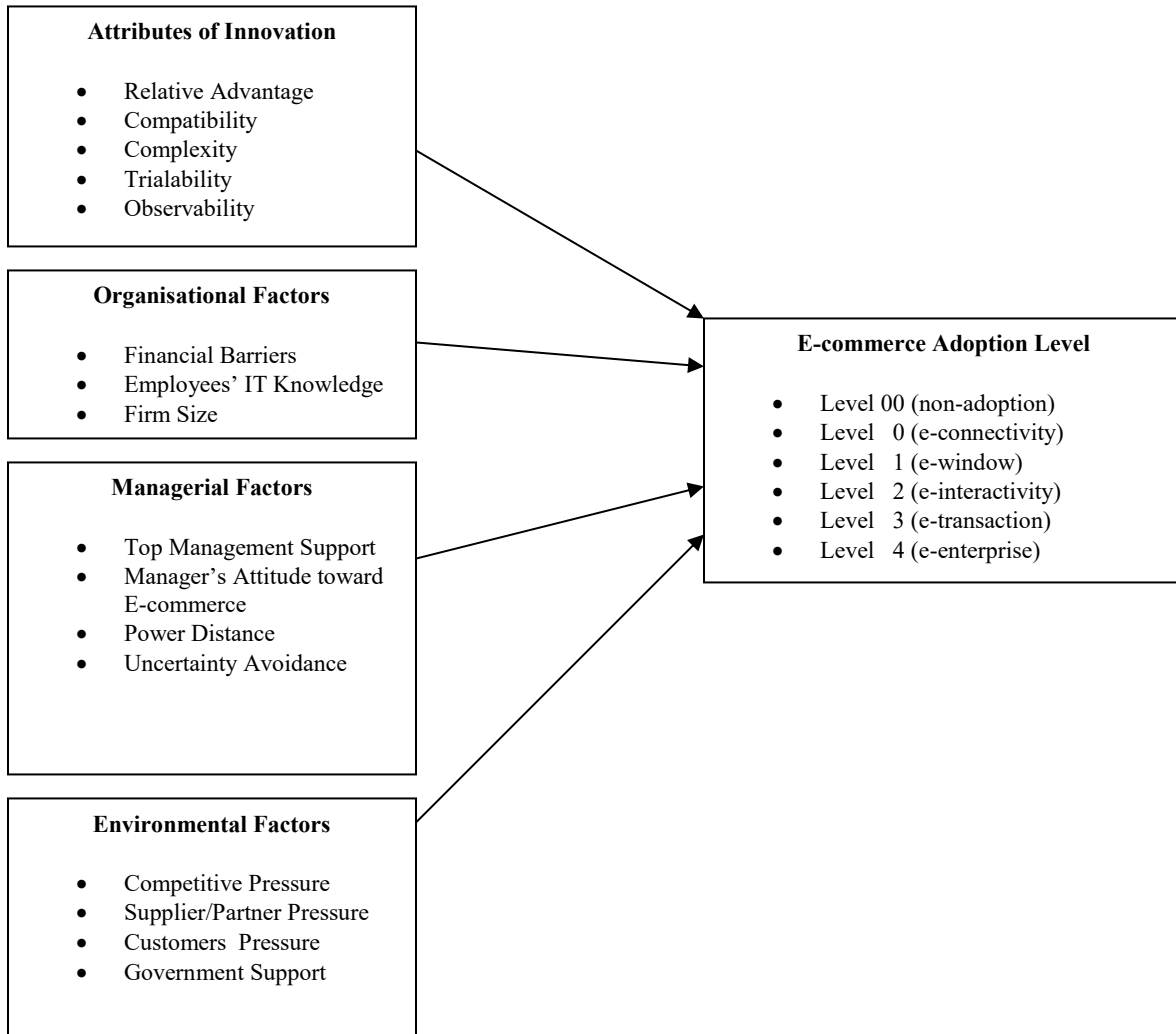 Attributes of Innovation
• Relative Advantage
• Compatibility
• Complexity
• Trialability
• Observability
Organisational Factors
• Financial Barriers
• Employees’ IT Knowledge
• Firm Size
Managerial Factors
• Top Management Support
• Manager’s Attitude toward
E-commerce
• Power Distance
• Uncertainty Avoidance
Environmental Factors
• Competitive Pressure
• Supplier/Partner Pressure
• Customers  Pressure
• Government Support
E-commerce Adoption Level
• Level 00 (non-adoption)
• Level   0 (e-connectivity)
• Level   1 (e-window)
• Level   2 (e-interactivity)
• Level   3 (e-transaction)
• Level   4 (e-enterprise)